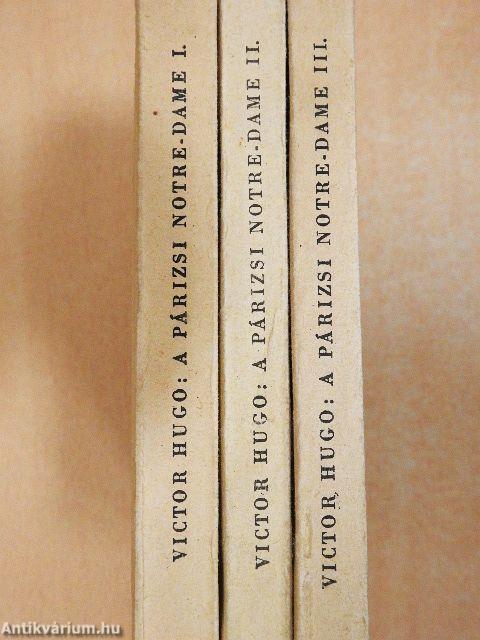 VICTOR HUGO: A PÁRIZSI NOTRE-DAME I.
VICTOR HUGO: A PÁRIZSI NOTRE-DAME II.
VICTOR HUGO: A PÁRIZSI NOTRE-DAME III.
Antikvárium.hu